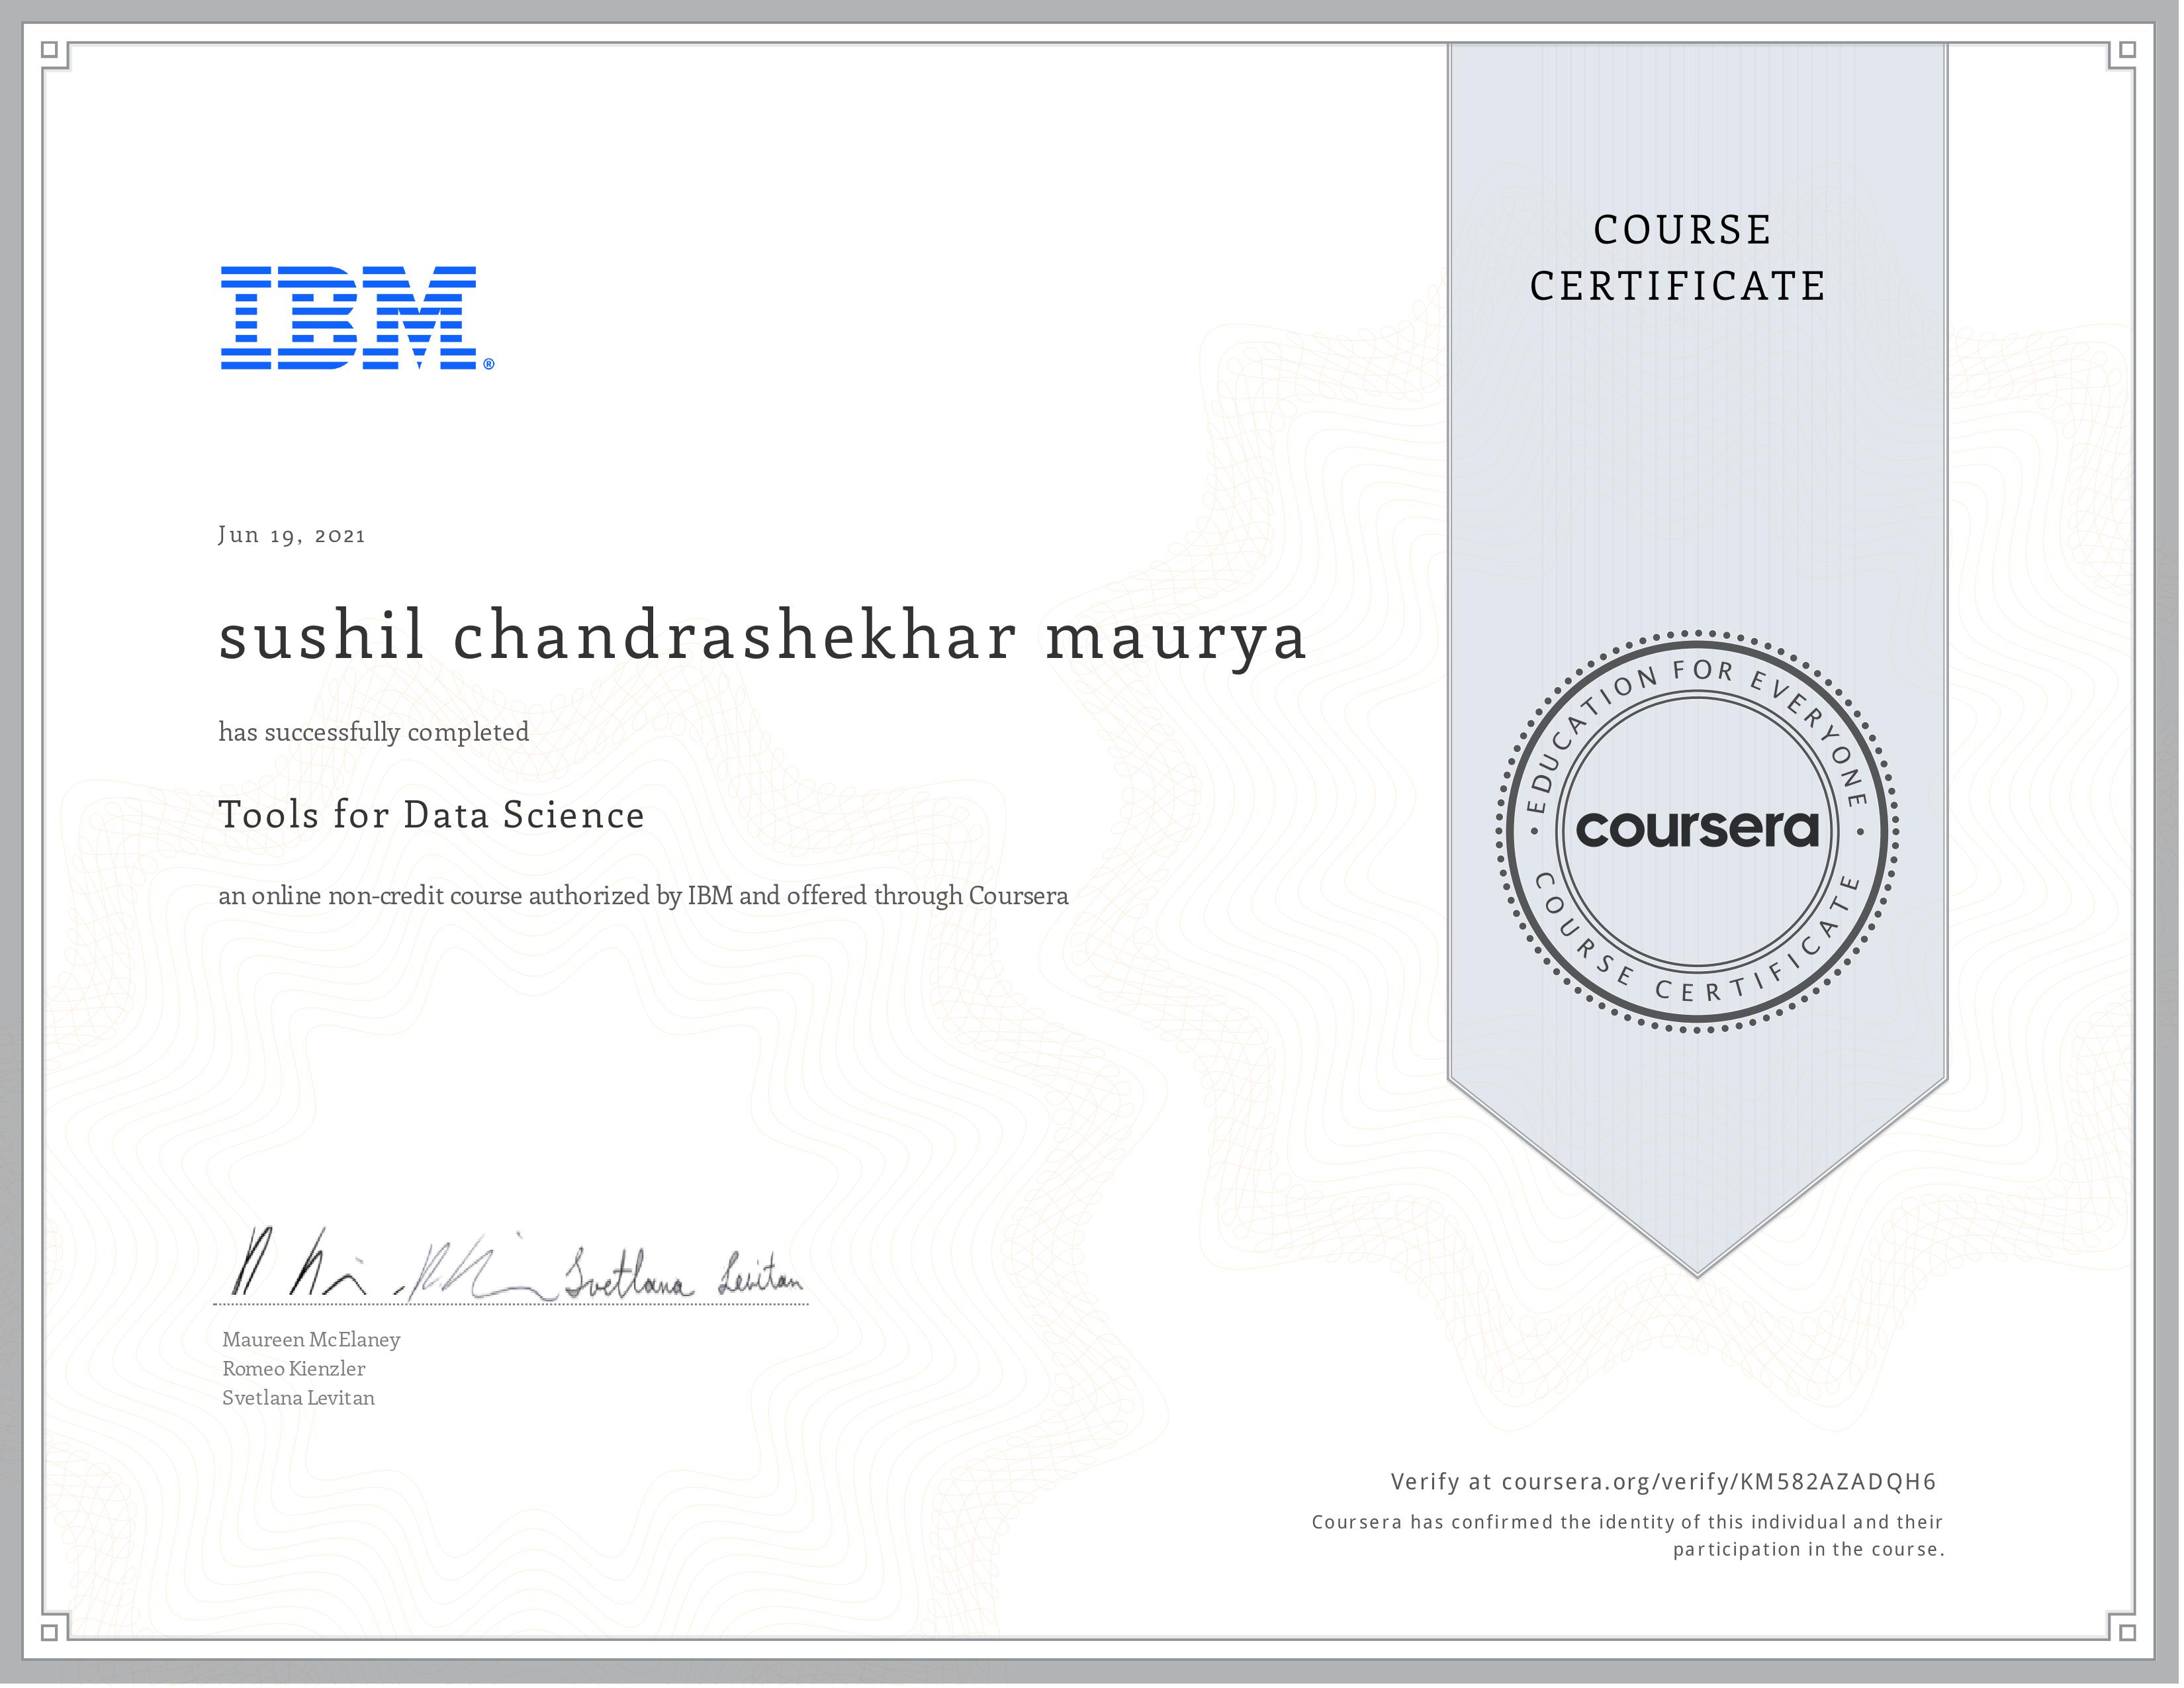 COURSE
CERTIFICATE
IBM®
Jun 19, 2021
sushil chandrashekhar maurya
has successfully completed
Tools for Data Science
an online non-credit course authorized by IBM and offered through Coursera
EDUCATION FOR EVERYONE
coursera
COURSE CERTIFICATE
Svetlana Levitan
Maureen McElaney
Romeo Kienzler
Svetlana Levitan
Verify at coursera.org/verify/KM582AZADQH6
Coursera has confirmed the identity of this individual and their
participation in the course.